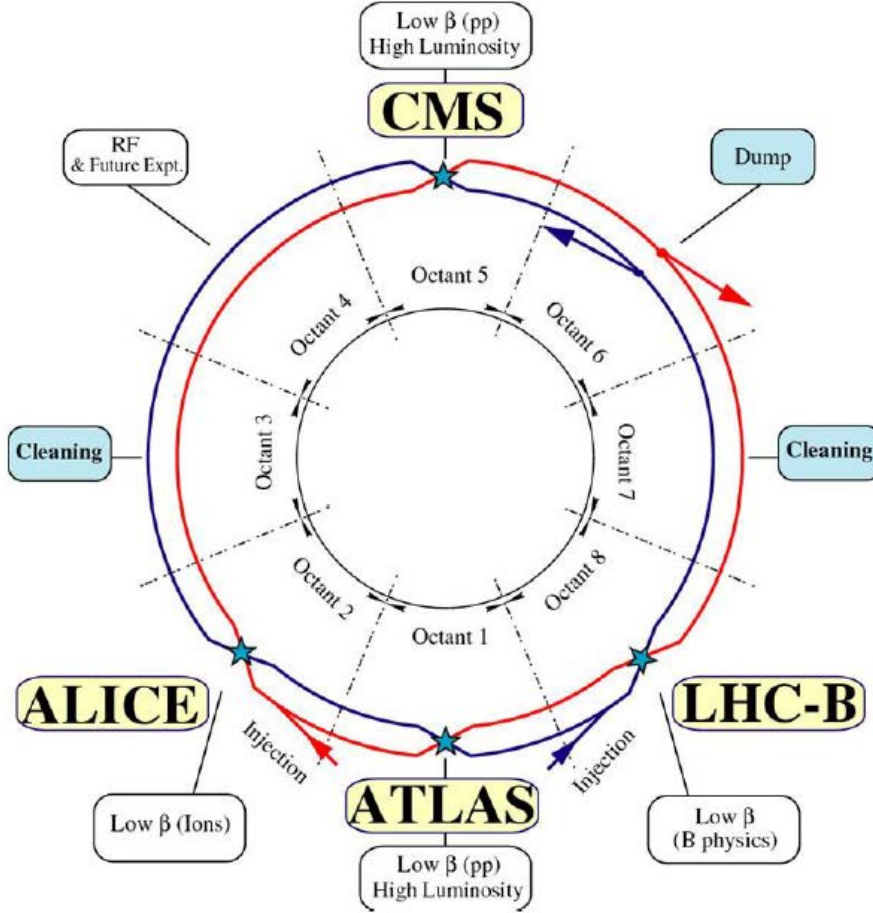 Low β (pp)
High Luminosity
CMS
RF
& Future Expt.
Dump
Octant 5
Octant 4
Octant 6
Cleaning
Octant 3
Octant 7
Cleaning
Octant 2
Octant 8
Octant 1
ALICE
LHC-B
Injection
Injection
ATLAS
Low β (Ions)
Low β
(B physics)
Low β (pp)
High Luminosity